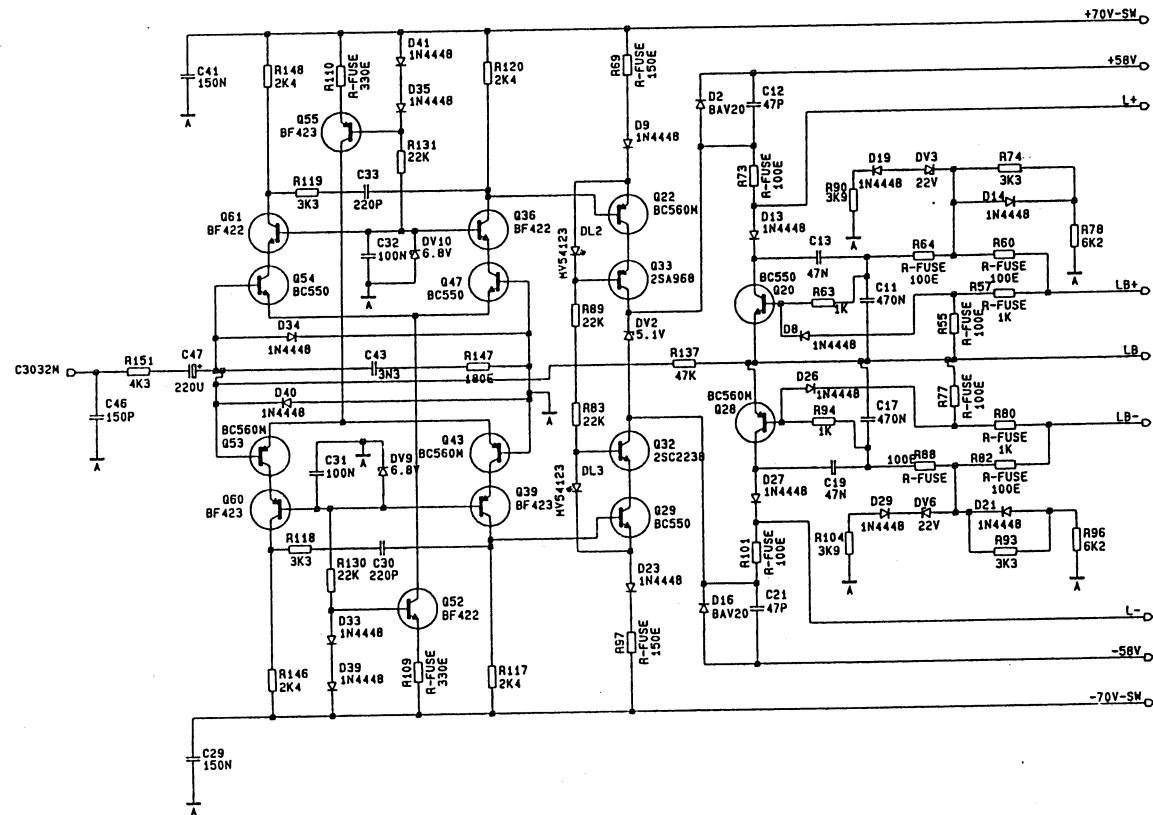 +70V-SW
C41
150N
A
R148
2K4
R110
R-FUSE
330E
D41
1N4448
D35
1N4448
R120
2K4
R69
R-FUSE
150E
+58V
D2
BAV20
C12
47P
L+
Q55
BF423
R131
22K
D9
1N4448
R73
R-FUSE
100E
R119
3K3
C33
220P
D19
1N4448
DV3
22V
R74
3K3
R90
3K9
A
D14
1N4448
R78
6K2
A
Q61
BF422
Q36
BF422
Q22
BC560M
D13
1N4448
C32
100N
A
DV10
6.8V
DL2
MV54123
Q33
2SA968
C13
47N
R64
R-FUSE
100E
R60
R-FUSE
100E
Q54
BC550
Q47
BC550
BC550
Q20
R63
1K
C11
470N
R57
R-FUSE
1K
LB+
R89
22K
DV2
5.1V
D8
1N4448
R55
R-FUSE
100E
D34
1N4448
C3032N
R151
4K3
C47
220U
+
C43
3N3
R147
180E
R137
47K
LB
C46
150P
A
D40
1N4448
A
BC560M
Q28
D26
1N4448
R77
R-FUSE
100E
R83
22K
R94
1K
C17
470N
R80
R-FUSE
1K
LB-
BC560M
Q53
Q43
BC560M
Q32
2SC2238
C31
100N
A
DV9
6.8V
DL3
MV54123
100E
R88
R-FUSE
R82
R-FUSE
100E
C19
47N
D27
1N4448
Q60
BF423
Q39
BF423
Q29
BC550
D29
1N4448
DV6
22V
D21
1N4448
R93
3K3
R104
3K9
A
R96
6K2
A
R118
3K3
C30
220P
R130
22K
R101
R-FUSE
100E
D23
1N4448
Q52
BF422
D16
BAV20
C21
47P
L-
D33
1N4448
R97
R-FUSE
150E
R146
2K4
D39
1N4448
R109
R-FUSE
330E
R117
2K4
-58V
-70V-SW
C29
150N
A